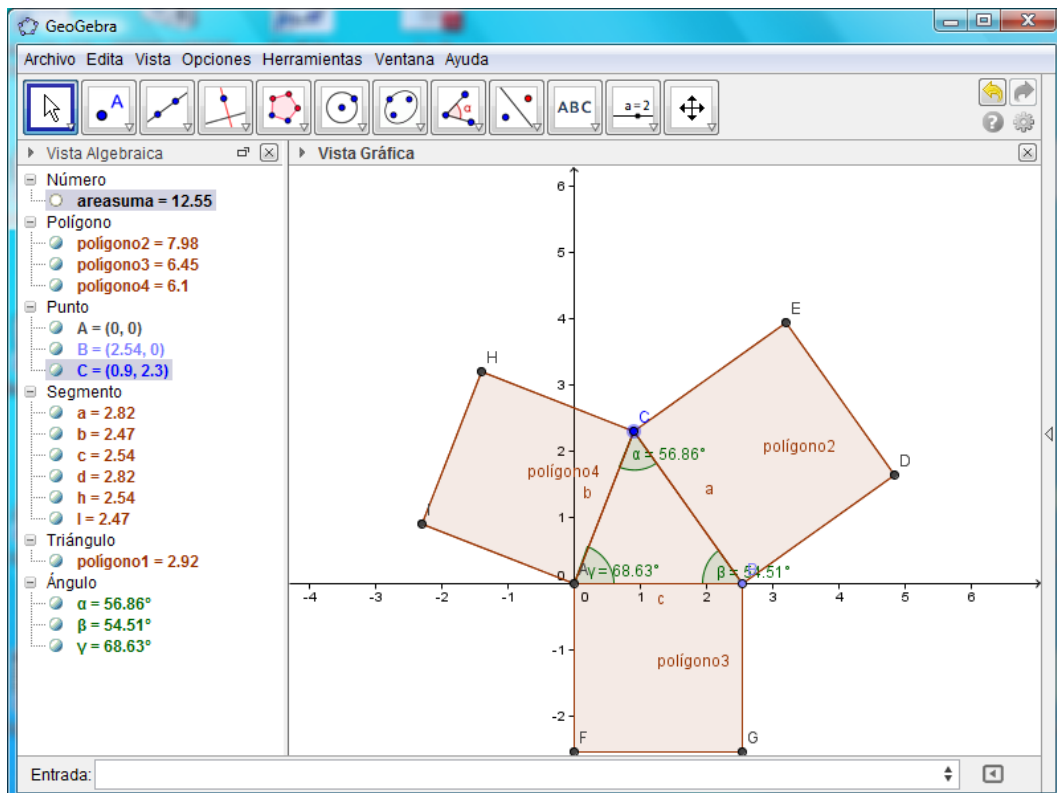 GeoGebra
Archivo Edita Vista Opciones Herramientas Ventana Ayuda
A
α
ABC
a=2
Vista Algebraica
Vista Gráfica
Número
areasuma = 12.55
Polígono
polígono2 = 7.98
polígono3 = 6.45
polígono4 = 6.1
Punto
A = (0, 0)
B = (2.54, 0)
C = (0.9, 2.3)
Segmento
a = 2.82
b = 2.47
c = 2.54
d = 2.82
h = 2.54
l = 2.47
Triángulo
polígono1 = 2.92
Ángulo
α = 56.86°
β = 54.51°
γ = 68.63°
6
5
E
4
H
3
C
2
α = 56.86°
polígono2
polígono4
D
b
a
1
I
0
A
γ = 68.63°
β = 54.51°
B
-4 -3 -2 -1 0 1 2 3 4 5 6
c
-1
polígono3
-2
F
G
Entrada: